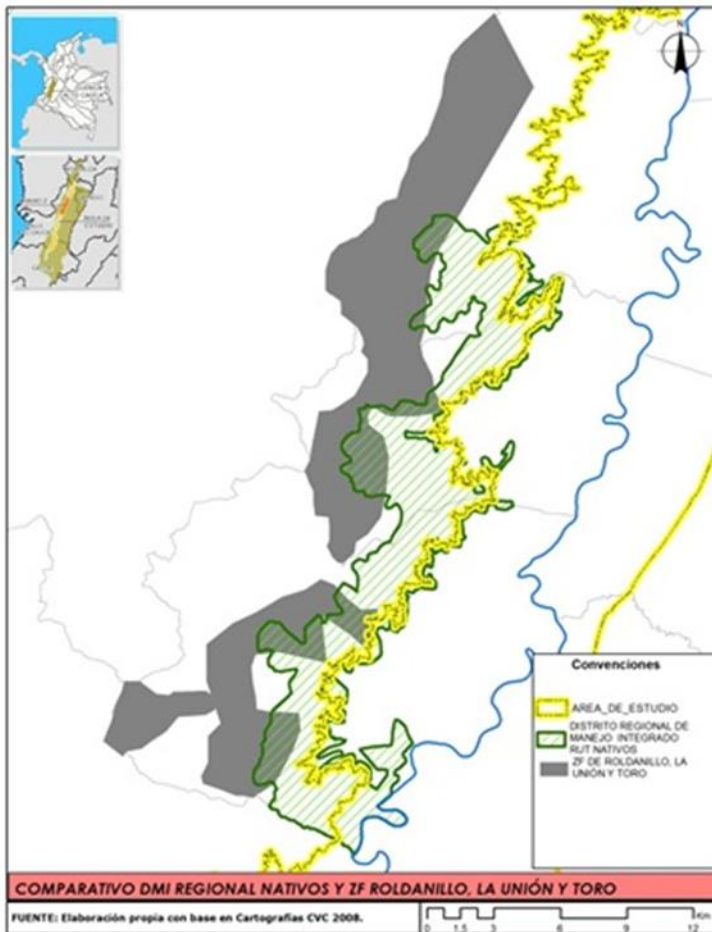 N
Convenciones
AREA_DE_ESTUDIO
DISTRITO REGIONAL DE
MANEJO INTEGRADO
RUT NATIVOS
ZF DE ROLDANILLO, LA
UNIÓN Y TORO
COMPARATIVO DMI REGIONAL NATIVOS Y ZF ROLDANILLO, LA UNIÓN Y TORO
FUENTE: Elaboración propia con base en Cartografías CVC 2008.
Km
0 1.5 3 6 9 12